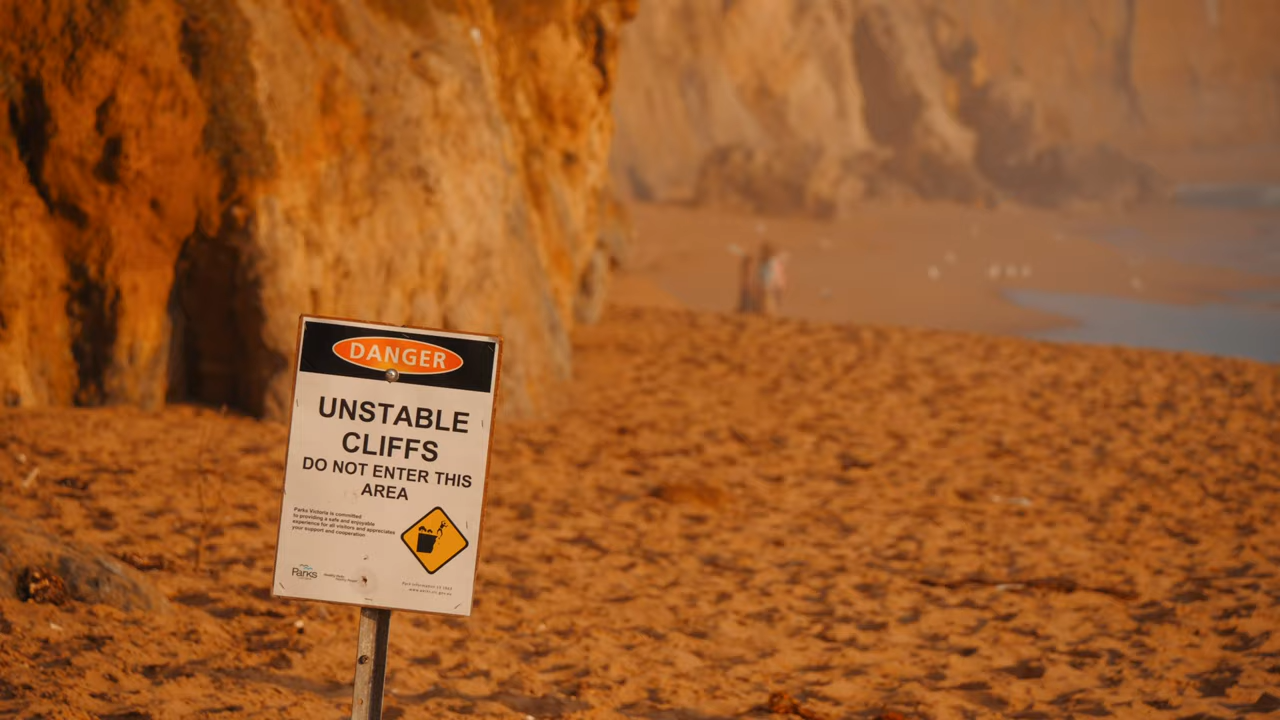 DANGER
UNSTABLE
CLIFFS
DO NOT ENTER THIS
AREA
Parks Victoria is committed
to providing a safe and enjoyable
experience for all visitors and appreciates
your support and cooperation
Parks